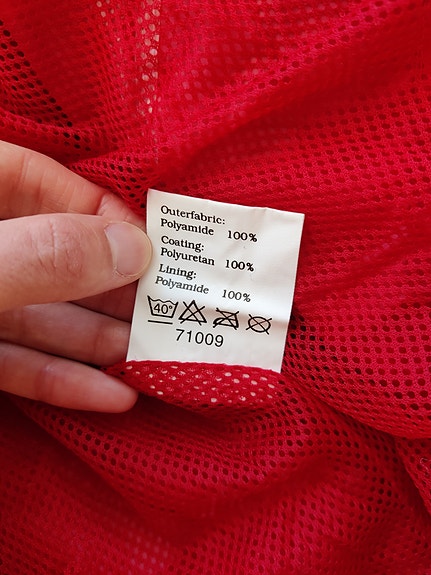 Outerfabric:
Polyamide 100%
Coating:
Polyuretan 100%
Lining:
Polyamide 100%
40°
71009